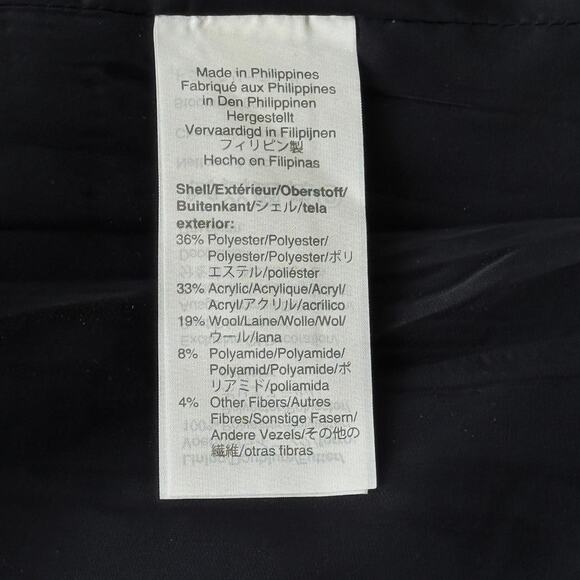 Made in Philippines
Fabriqué aux Philippines
in Den Philippinen
Hergestellt
Vervaardigd in Filipijnen
フィリピン製
Hecho en Filipinas
Shell/Extérieur/Oberstoff/
Buitenkant/シェル/tela
exterior:
36% Polyester/Polyester/
Polyester/Polyester/ポリ
エステル/poliéster
33% Acrylic/Acrylique/Acryl/
Acryl/アクリル/acrílico
19% Wool/Laine/Wolle/Wol/
ウール/lana
8% Polyamide/Polyamide/
Polyamid/Polyamide/ポ
リアミド/poliamida
4% Other Fibers/Autres
Fibres/Sonstige Fasern/
Andere Vezels/その他の
繊維/otras fibras